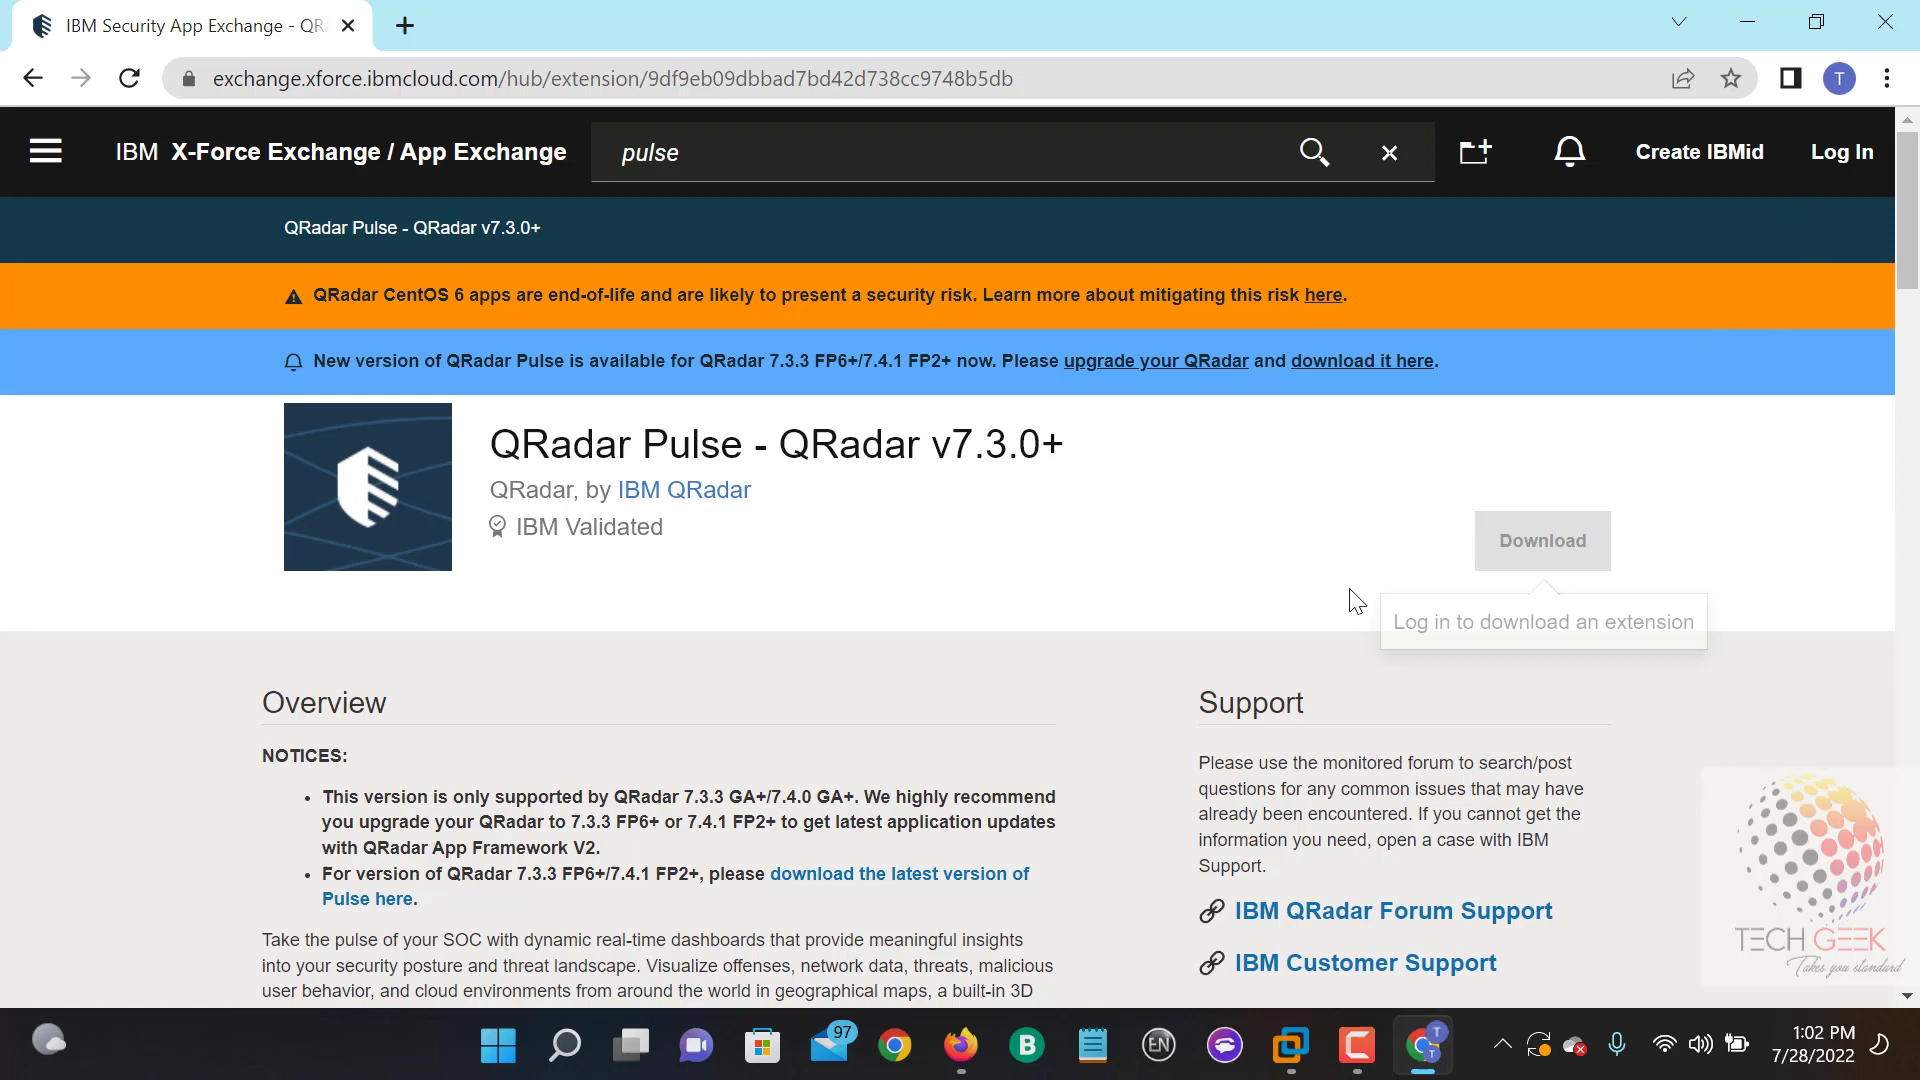 IBM Security App Exchange - QR
exchange.xforce.ibmcloud.com/hub/extension/9df9eb09dbbad7bd42d738cc9748b5db
T
IBM X-Force Exchange / App Exchange
pulse
Create IBMid
Log In
QRadar Pulse - QRadar v7.3.0+
QRadar CentOS 6 apps are end-of-life and are likely to present a security risk. Learn more about mitigating this risk here.
New version of QRadar Pulse is available for QRadar 7.3.3 FP6+/7.4.1 FP2+ now. Please upgrade your QRadar and download it here.
QRadar Pulse - QRadar v7.3.0+
QRadar, by IBM QRadar
IBM Validated
Download
Log in to download an extension
Overview
NOTICES:
• This version is only supported by QRadar 7.3.3 GA+/7.4.0 GA+. We highly recommend
you upgrade your QRadar to 7.3.3 FP6+ or 7.4.1 FP2+ to get latest application updates
with QRadar App Framework V2.
• For version of QRadar 7.3.3 FP6+/7.4.1 FP2+, please download the latest version of
Pulse here.
Take the pulse of your SOC with dynamic real-time dashboards that provide meaningful insights
into your security posture and threat landscape. Visualize offenses, network data, threats, malicious
user behavior, and cloud environments from around the world in geographical maps, a built-in 3D
Support
Please use the monitored forum to search/post
questions for any common issues that may have
already been encountered. If you cannot get the
information you need, open a case with IBM
Support.
IBM QRadar Forum Support
IBM Customer Support
TECH GEEK
Takes you standard
97
B
EN
T
T
1:02 PM
7/28/2022